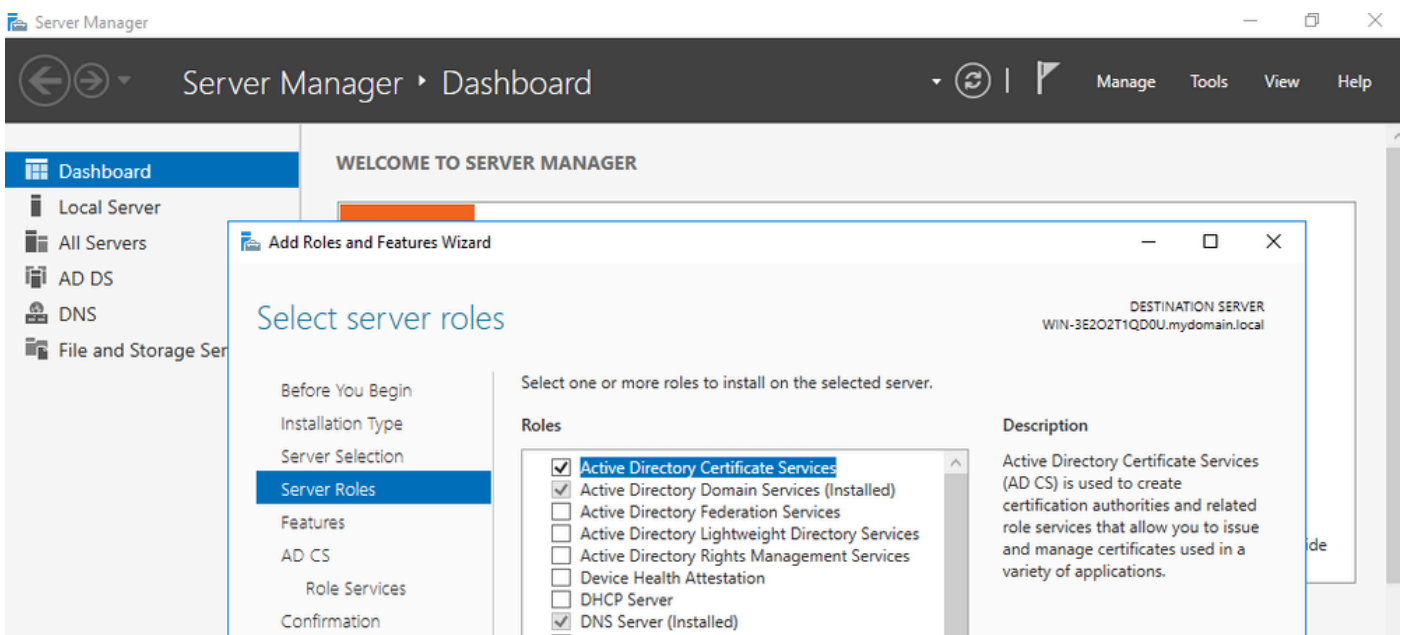 Server Manager
Server Manager • Dashboard
Manage Tools View Help
Dashboard
Local Server
All Servers
AD DS
DNS
File and Storage Ser
WELCOME TO SERVER MANAGER
Add Roles and Features Wizard
Select server roles
DESTINATION SERVER
WIN-3E2O2T1QD0U.mydomain.local
Before You Begin
Installation Type
Server Selection
Server Roles
Features
AD CS
Role Services
Confirmation
Select one or more roles to install on the selected server.
Roles
Active Directory Certificate Services
Active Directory Domain Services (Installed)
Active Directory Federation Services
Active Directory Lightweight Directory Services
Active Directory Rights Management Services
Device Health Attestation
DHCP Server
DNS Server (Installed)
Description
Active Directory Certificate Services
(AD CS) is used to create
certification authorities and related
role services that allow you to issue
and manage certificates used in a
variety of applications.
ide